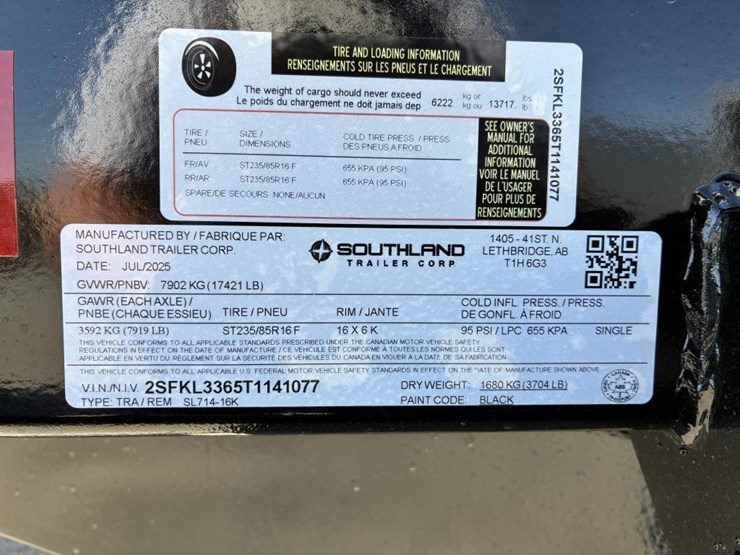 TIRE AND LOADING INFORMATION
RENSEIGNEMENTS SUR LES PNEUS ET LE CHARGEMENT
The weight of cargo should never exceed
Le poids du chargement ne doit jamais dep 6222 kg or kg ou 13717. lbs lb
TIRE / PNEU SIZE / DIMENSIONS COLD TIRE PRESS. / PRESS. DES PNEUS A FROID
FR/AV ST235/85R16 F 655 KPA (95 PSI)
RR/AR ST235/85R16 F 655 KPA (95 PSI)
SPARE/DE SECOURS NONE/AUCUN
SEE OWNER'S
MANUAL FOR
ADDITIONAL
INFORMATION
VOIR LE MANUEL
DE L'USAGER
POUR PLUS DE
RENSEIGNEMENTS
2SFKL3365T1141077
MANUFACTURED BY / FABRIQUE PAR:
SOUTHLAND TRAILER CORP.
DATE: JUL/2025
SOUTHLAND
TRAILER CORP
1405 - 41ST. N.
LETHBRIDGE, AB
T1H 6G3
GVWR/PNBV: 7902 KG (17421 LB)
GAWR (EACH AXLE) / PNBE (CHAQUE ESSIEU) TIRE / PNEU RIM / JANTE COLD INFL. PRESS. / PRESS. DE GONFL. À FROID
3592 KG (7919 LB) ST235/85R16 F 16 X 6 K 95 PSI / LPC 655 KPA SINGLE
THIS VEHICLE CONFORMS TO ALL APPLICABLE STANDARDS PRESCRIBED UNDER THE CANADIAN MOTOR VEHICLE SAFETY
REGULATIONS IN EFFECT ON THE DATE OF MANUFACTURE / CE VEHICULE EST CONFORME A TOUTES LES NORMES QUI LES SONT
APPLICABLES EN VERTU DU RÈGLEMENT SUR LA SÉCURITÉ DES VÉHICLES DU CANADA EN VIGUER À LA DATE DE SA FABRICATION.
THIS VEHICLE CONFORMS TO ALL APPLICABLE U.S. FEDERAL MOTOR VEHICLE SAFETY STANDARDS IN EFFECT ON THE DATE OF MANUFACTURE SHOWN ABOVE
V.I.N./N.I.V. 2SFKL3365T1141077 DRY WEIGHT: 1680 KG (3704 LB)
TYPE: TRA / REM SL714-16K PAINT CODE: BLACK